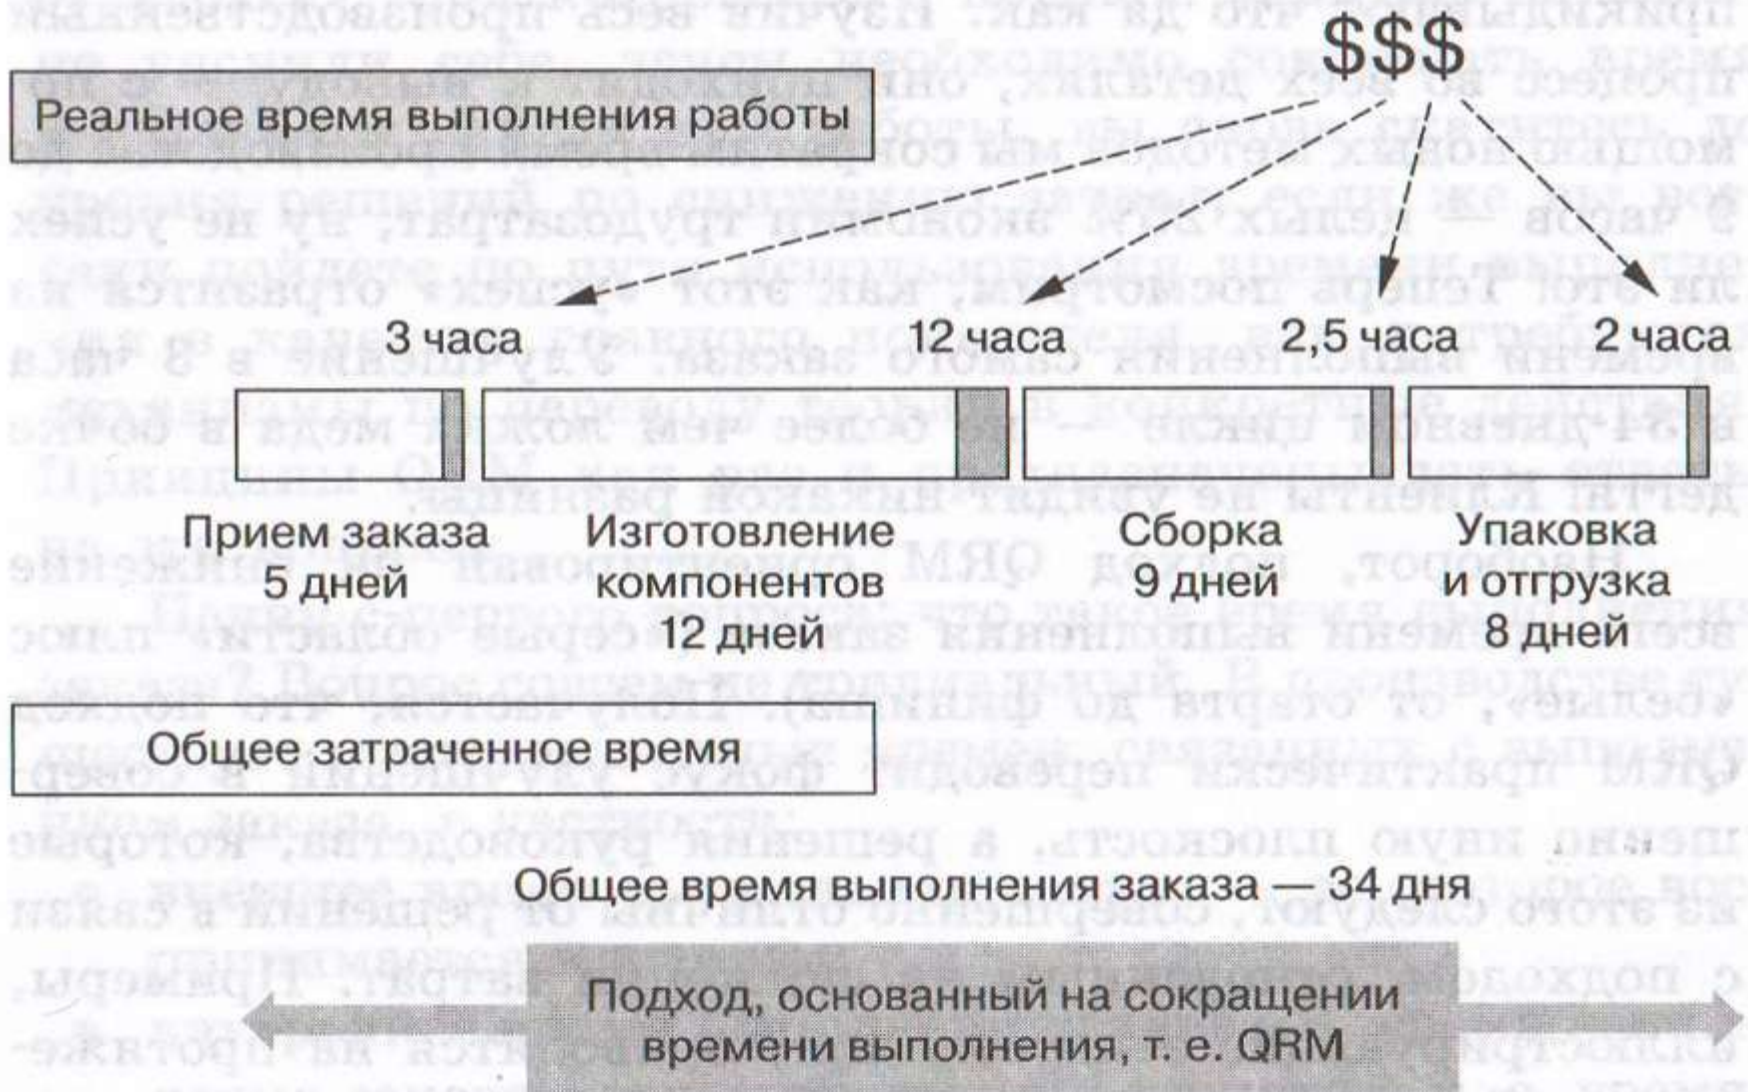 $$$
Реальное время выполнения работы
3 часа
12 часа
2,5 часа
2 часа
Прием заказа
5 дней
Изготовление
компонентов
12 дней
Сборка
9 дней
Упаковка
и отгрузка
8 дней
Общее затраченное время
Общее время выполнения заказа — 34 дня
Подход, основанный на сокращении
времени выполнения, т. е. QRM